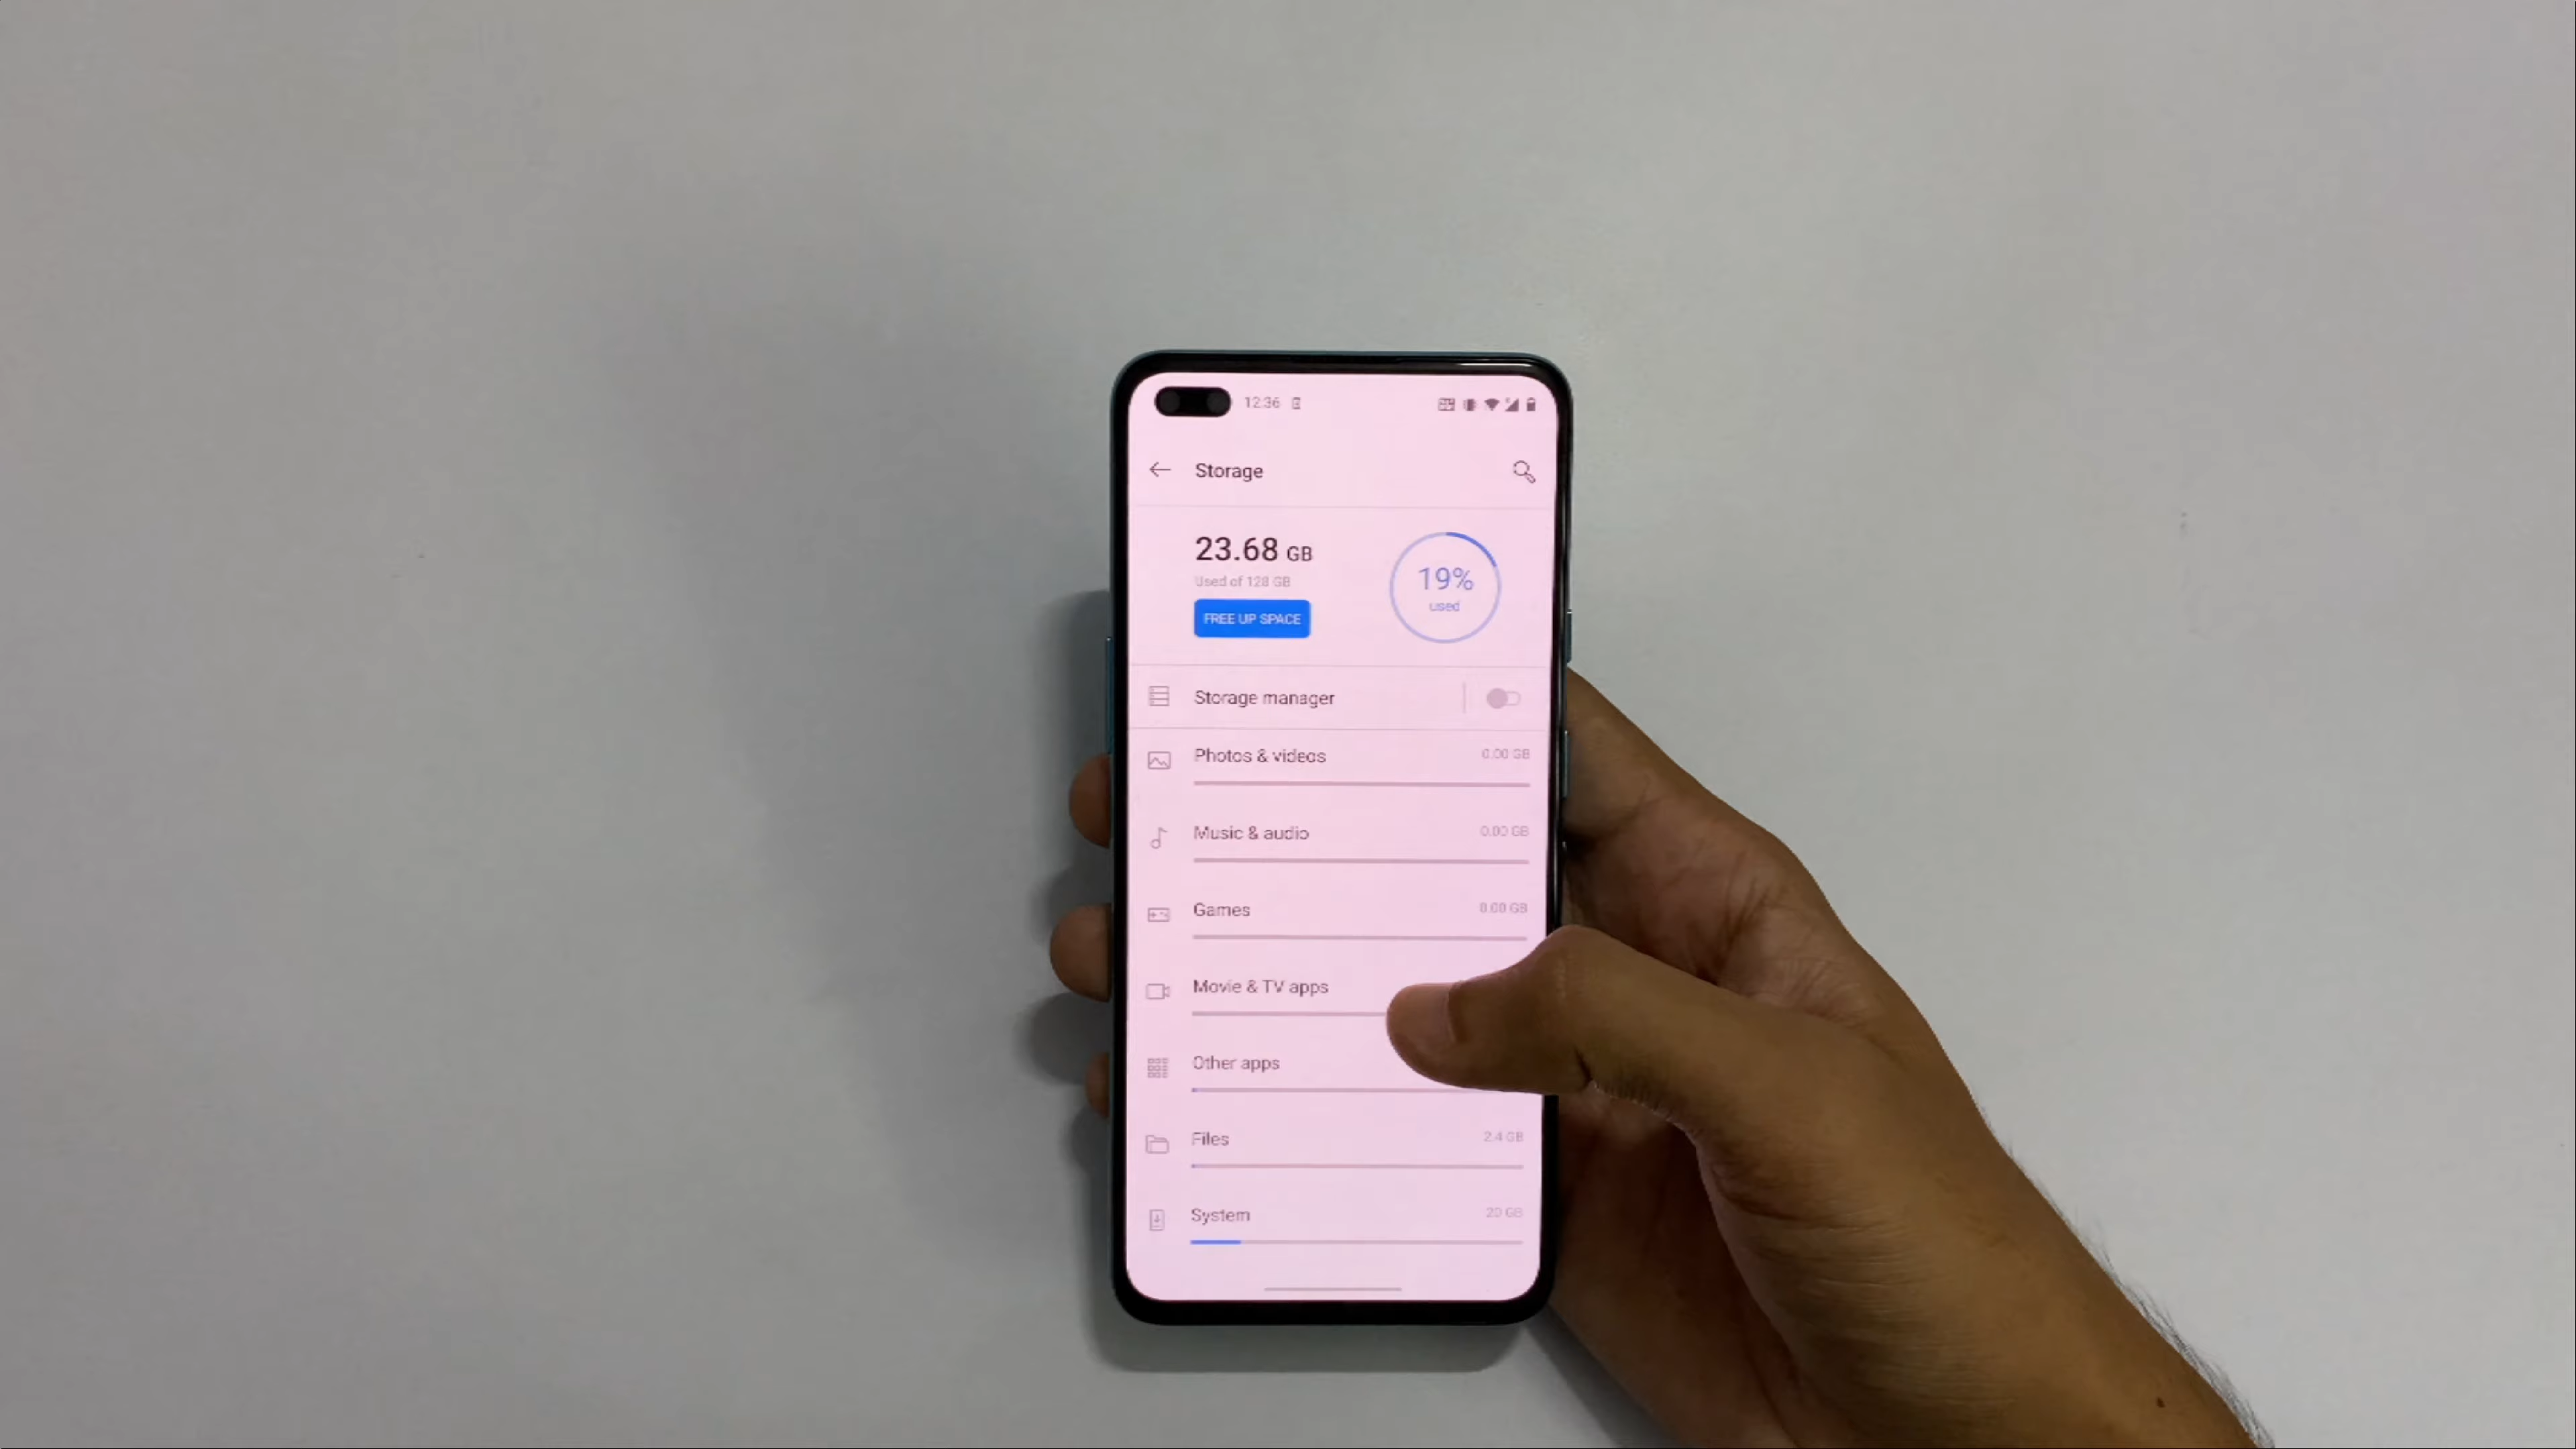 12:36
Storage
23.68 GB
Used of 128 GB
FREE UP SPACE
19%
used
Storage manager
Photos & videos 0.00 GB
Music & audio 0.00 GB
Games 0.00 GB
Movie & TV apps
Other apps
Files 2.4 GB
System 20 GB